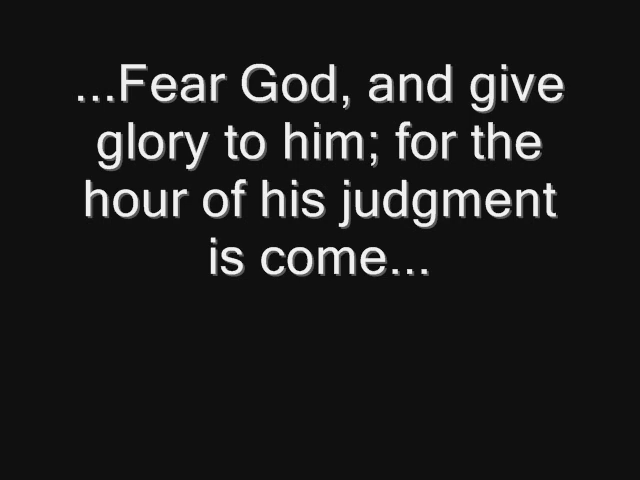 ...Fear God, and give
glory to him; for the
hour of his judgment
is come...